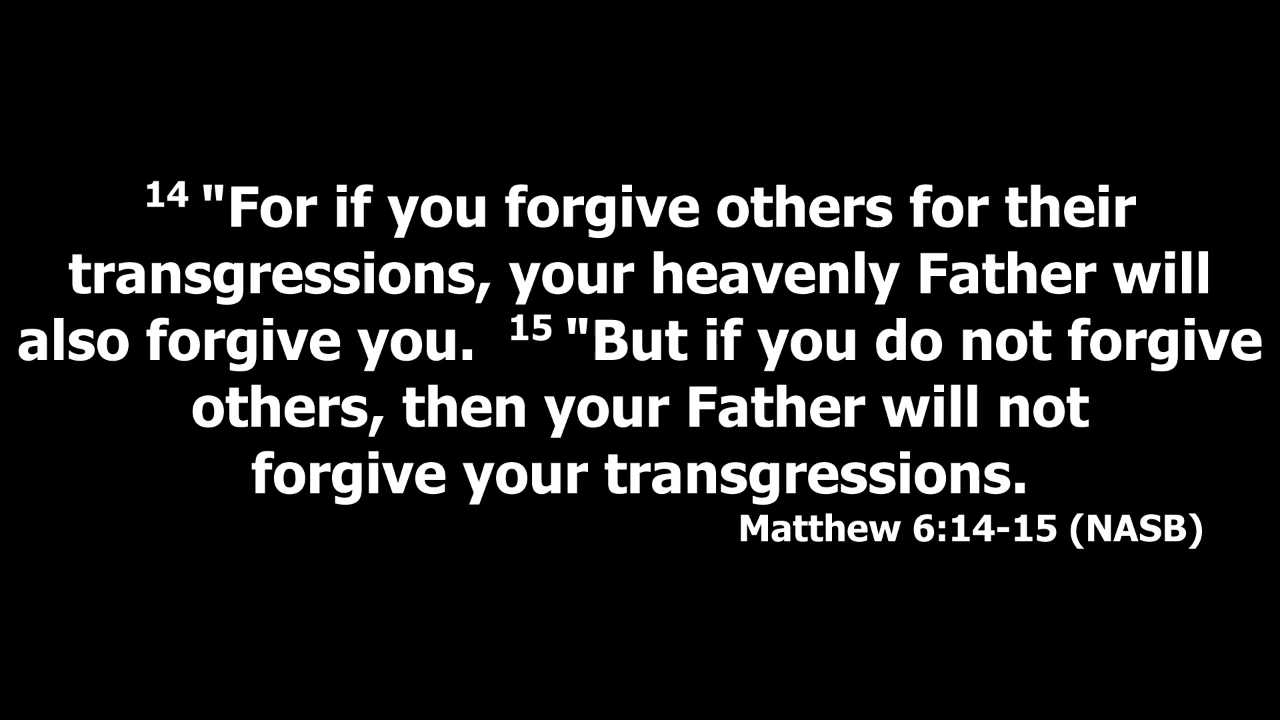 14 "For if you forgive others for their
transgressions, your heavenly Father will
also forgive you. 15 "But if you do not forgive
others, then your Father will not
forgive your transgressions.
Matthew 6:14-15 (NASB)